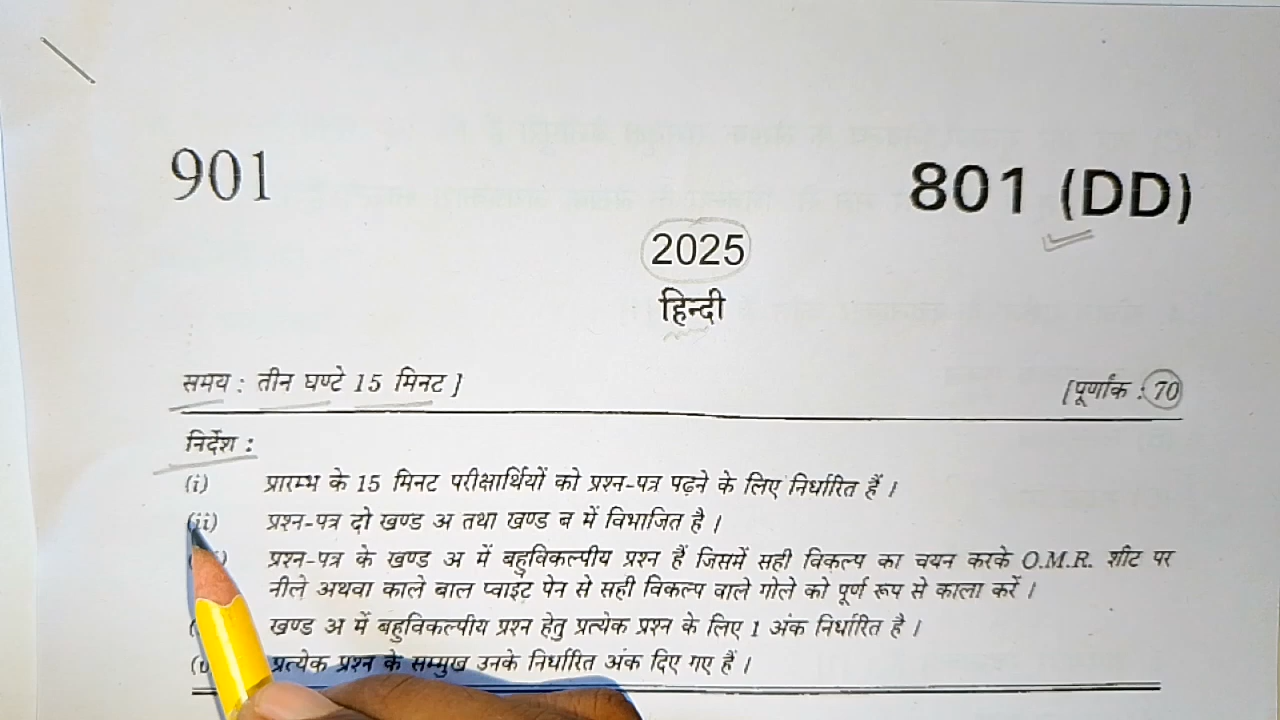 901
801 (DD)
2025
हिन्दी
समय : तीन घण्टे 15 मिनट ]
[पूर्णांक : 70
निर्देश :
(i) प्रारम्भ के 15 मिनट परीक्षार्थियों को प्रश्न-पत्र पढ़ने के लिए निर्धारित हैं ।
(ii) प्रश्न-पत्र दो खण्ड अ तथा खण्ड ब में विभाजित है ।
प्रश्न-पत्र के खण्ड अ में बहुविकल्पीय प्रश्न हैं जिसमें सही विकल्प का चयन करके O.M.R. शीट पर
नीले अथवा काले बाल प्वाईंट पेन से सही विकल्प वाले गोले को पूर्ण रूप से काला करें ।
खण्ड अ में बहुविकल्पीय प्रश्न हेतु प्रत्येक प्रश्न के लिए 1 अंक निर्धारित है ।
प्रत्येक प्रश्न के सम्मुख उनके निर्धारित अंक दिए गए हैं ।